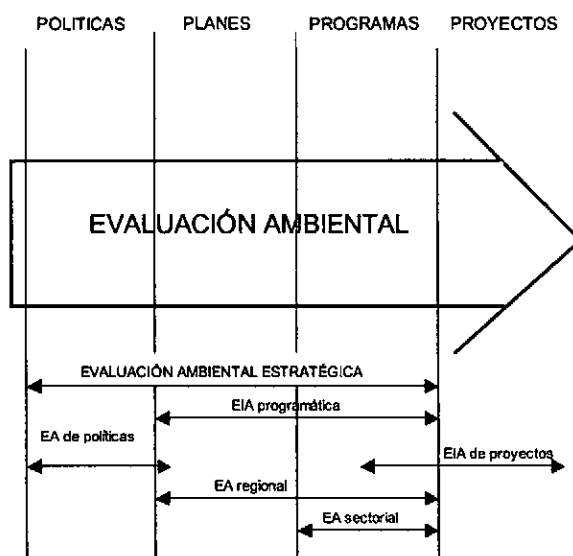 POLITICAS PLANES PROGRAMAS PROYECTOS
EVALUACIÓN AMBIENTAL
EVALUACIÓN AMBIENTAL ESTRATÉGICA
EIA programática
EA de políticas
EIA de proyectos
EA regional
EA sectorial